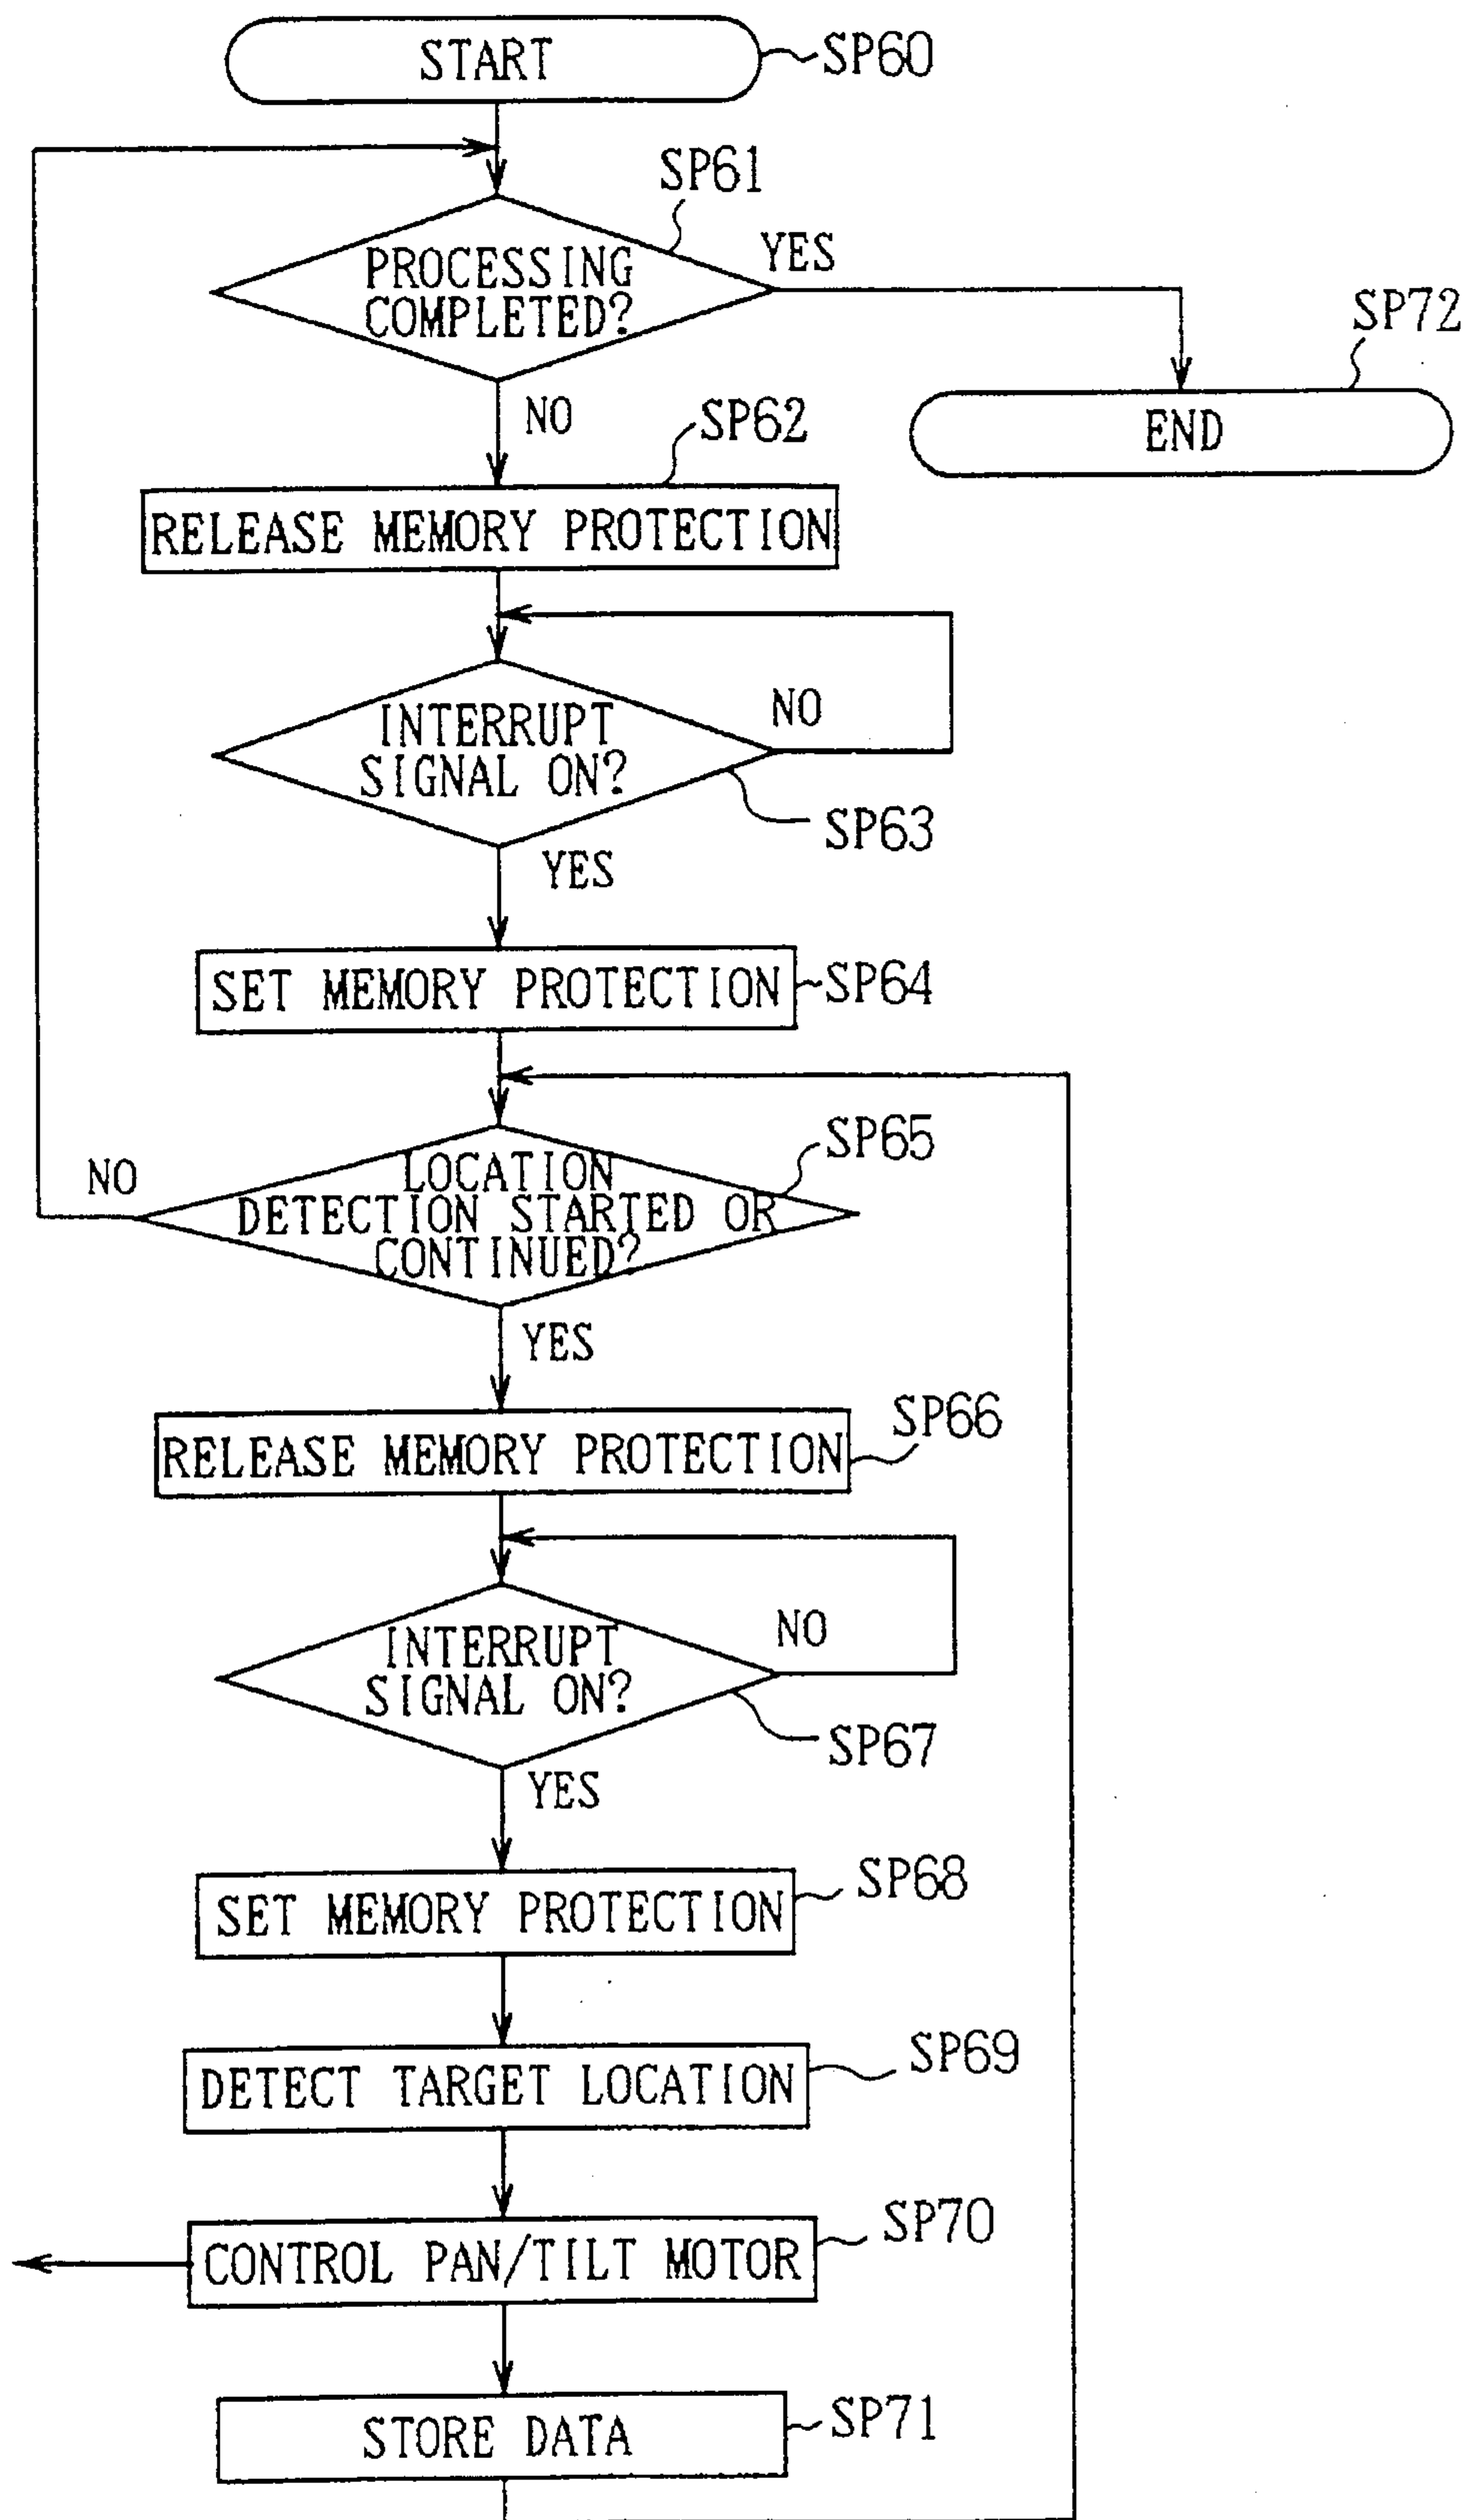 START
SP60
SP61
PROCESSING
COMPLETED?
YES
SP72
END
NO
SP62
RELEASE MEMORY PROTECTION
INTERRUPT
SIGNAL ON?
NO
SP63
YES
SET MEMORY PROTECTION
SP64
SP65
NO
LOCATION
DETECTION STARTED OR
CONTINUED?
YES
SP66
RELEASE MEMORY PROTECTION
INTERRUPT
SIGNAL ON?
NO
SP67
YES
SP68
SET MEMORY PROTECTION
SP69
DETECT TARGET LOCATION
SP70
CONTROL PAN/TILT MOTOR
SP71
STORE DATA